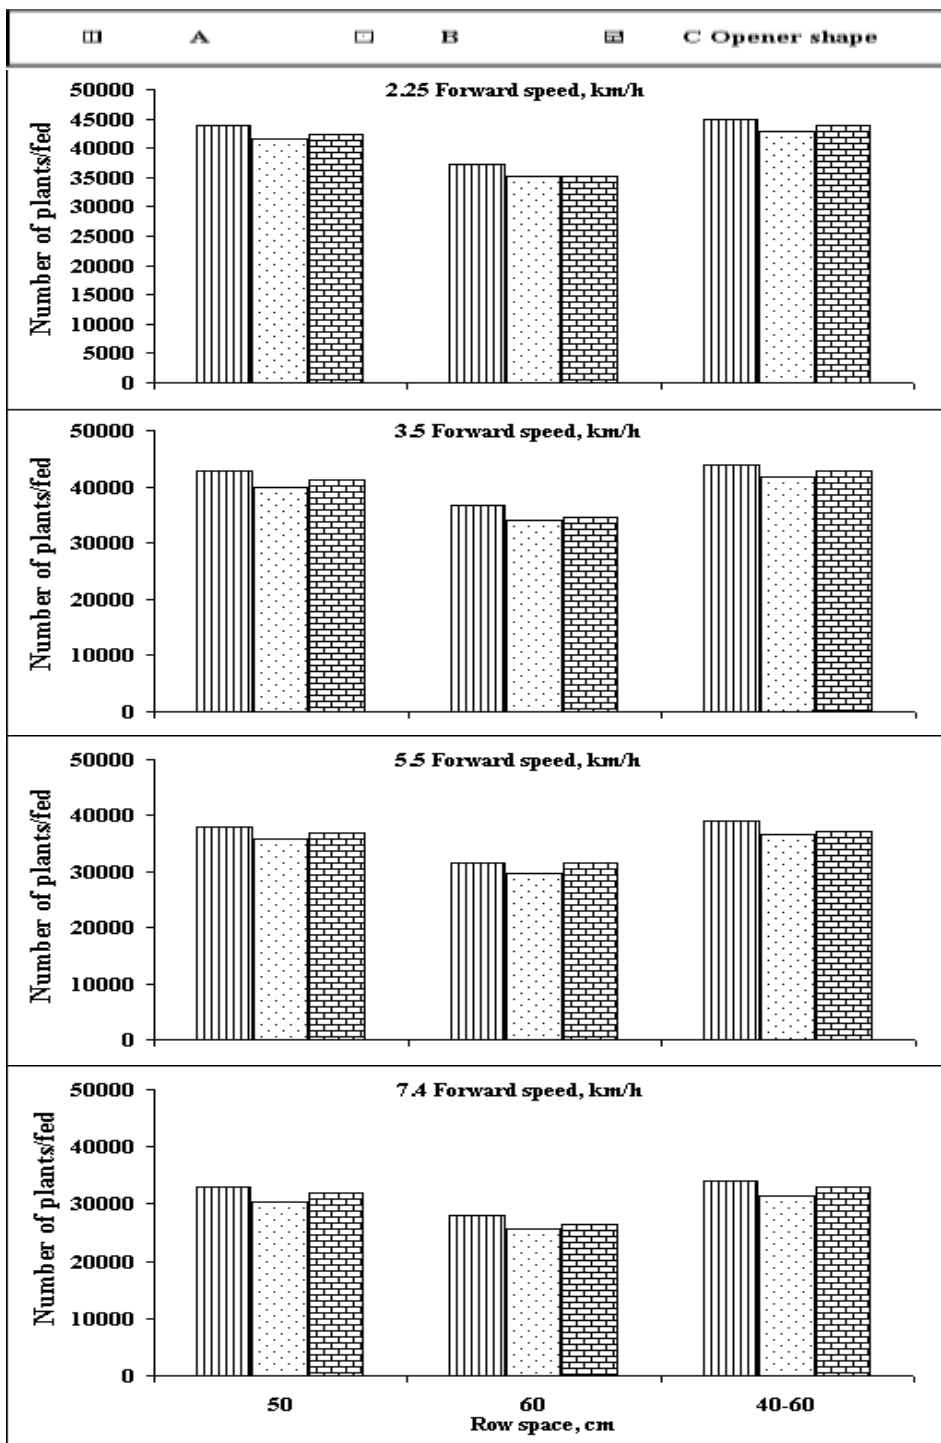 A B C Opener shape
2.25 Forward speed, km/h
Number of plants/fed
50000
45000
40000
35000
30000
25000
20000
15000
10000
5000
0
3.5 Forward speed, km/h
Number of plants/fed
50000
40000
30000
20000
10000
0
5.5 Forward speed, km/h
Number of plants/fed
50000
40000
30000
20000
10000
0
7.4 Forward speed, km/h
Number of plants/fed
50000
40000
30000
20000
10000
0
50 60 40-60
Row space, cm